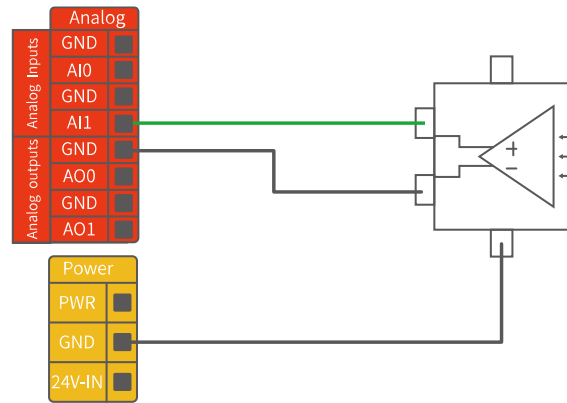 Analog
Analog Inputs
GND
AI0
GND
AI1
Analog outputs
GND
AO0
GND
AO1
+
−
Power
PWR
GND
24V-IN